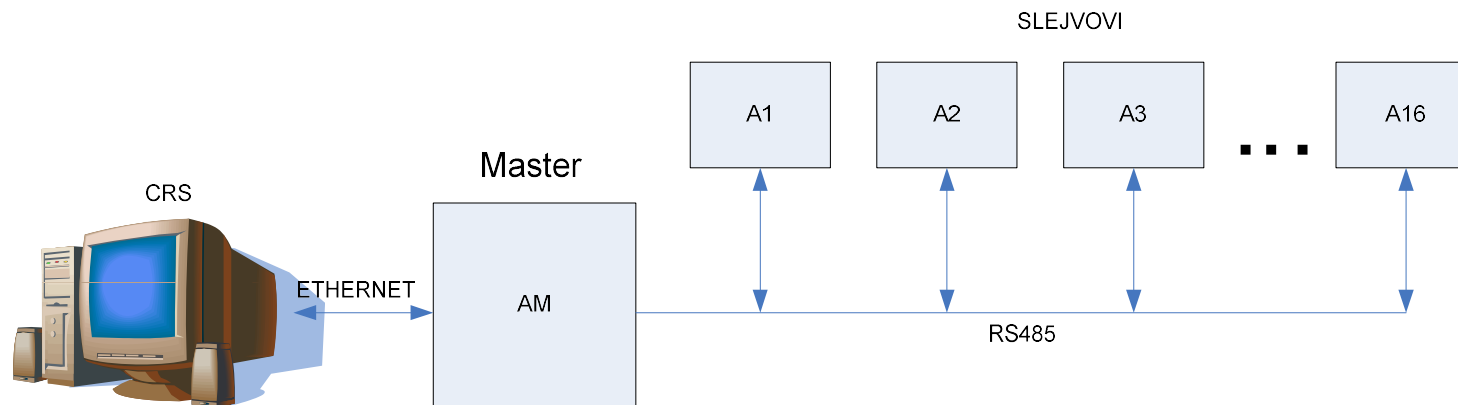 SLEJVOVI
A1
A2
A3
A16
Master
CRS
ETHERNET
AM
RS485